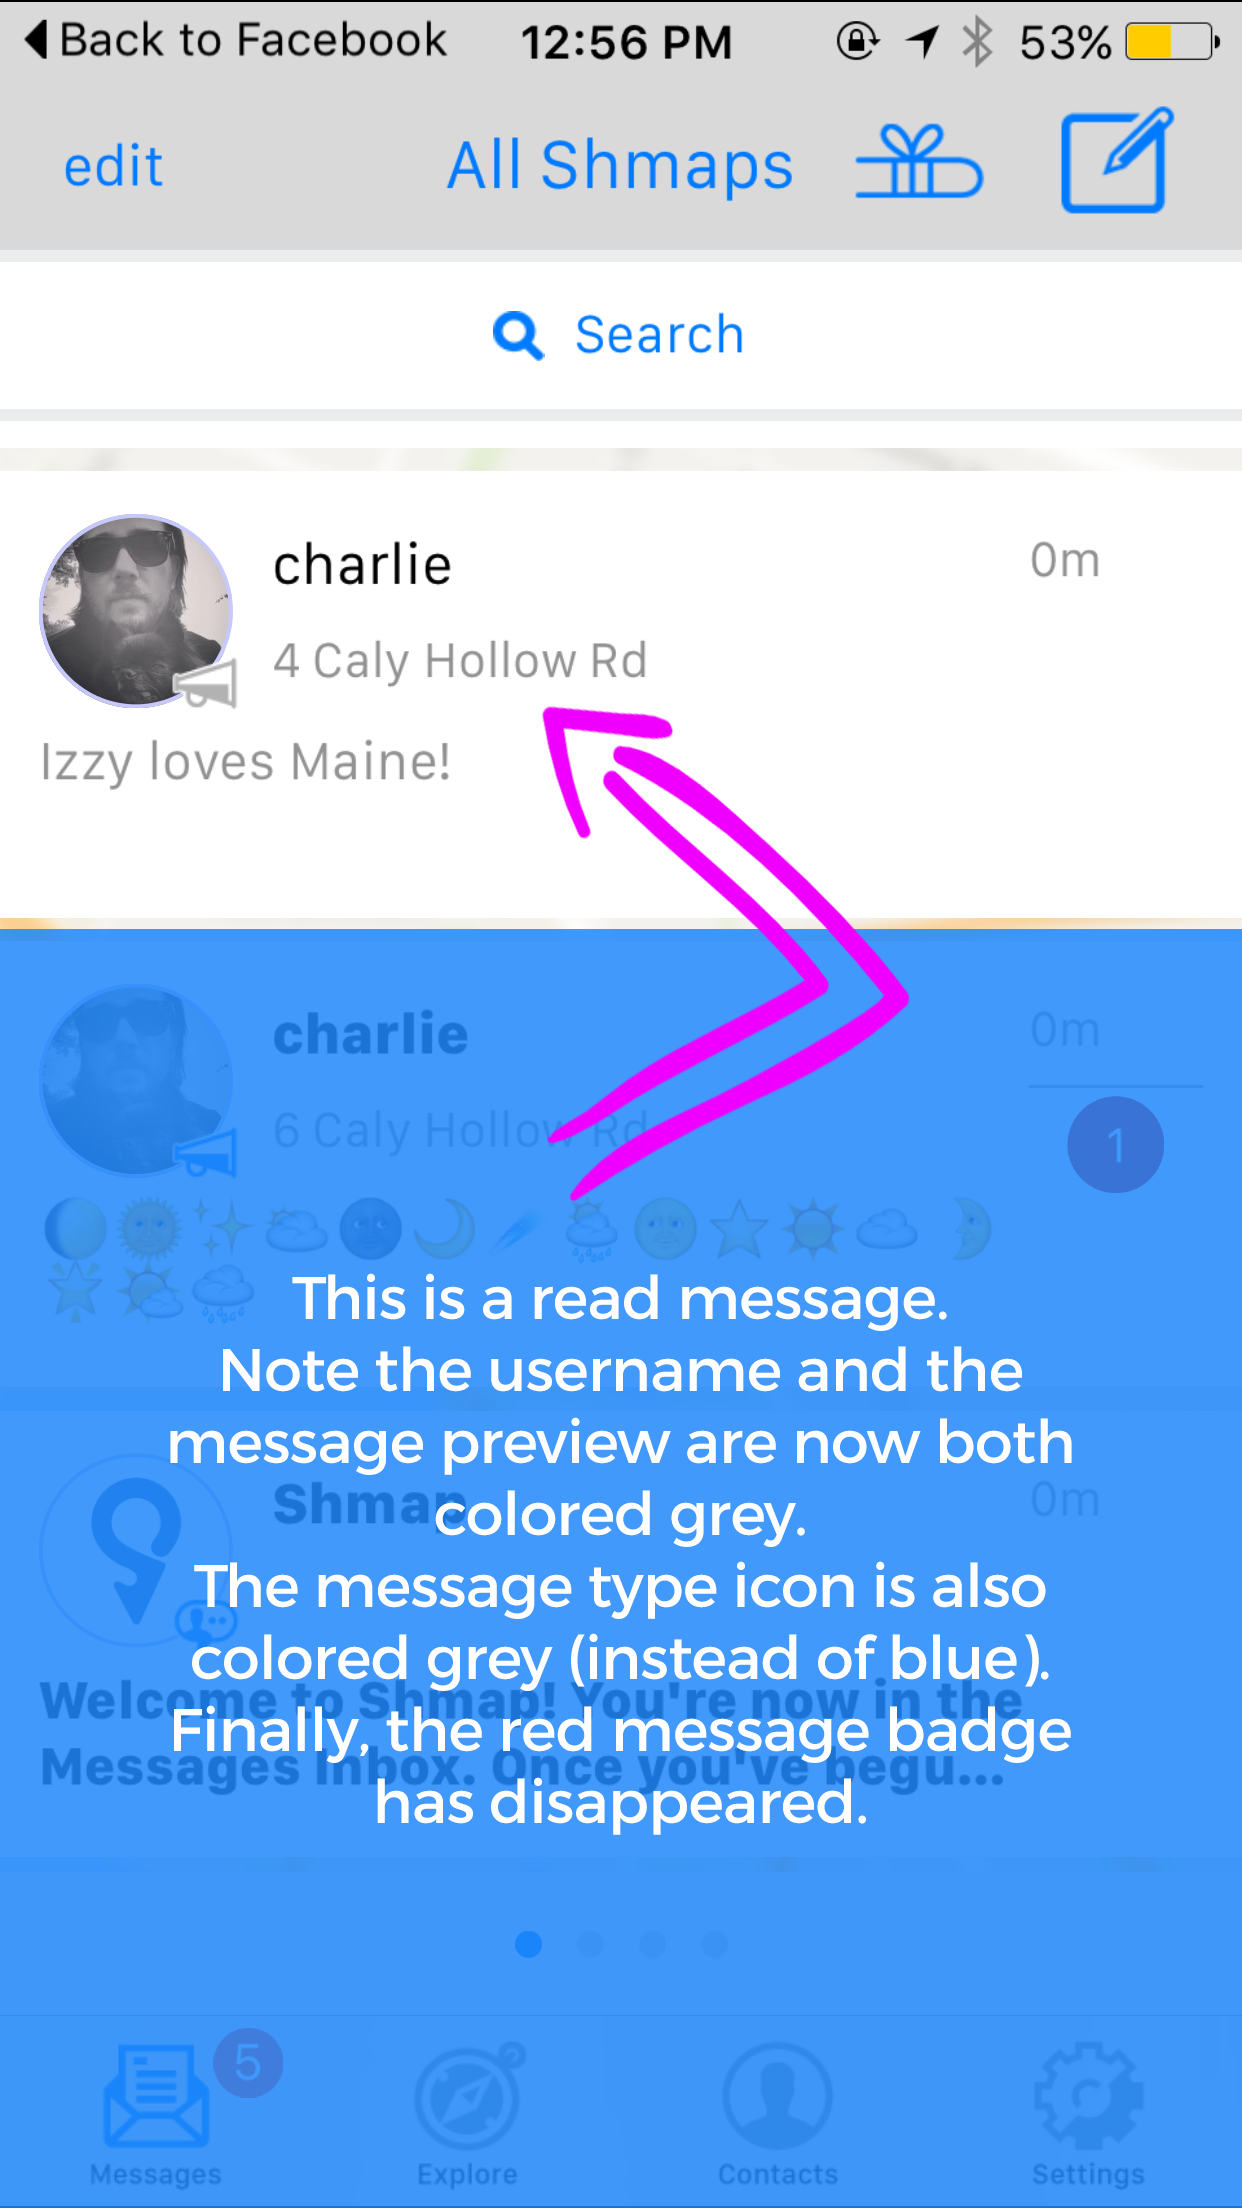 Back to Facebook 12:56 PM 53%
edit All Shmaps
Search
charlie 0m
4 Caly Hollow Rd
Izzy loves Maine!
charlie 0m
6 Caly Hollow Rd 1
This is a read message.
Note the username and the
message preview are now both
Shmap 0m
colored grey.
The message type icon is also
colored grey (instead of blue).
Welcome to Shmap! You're now in the
Finally, the red message badge
Messages Inbox. Once you've begu...
has disappeared.
5
Messages Explore Contacts Settings